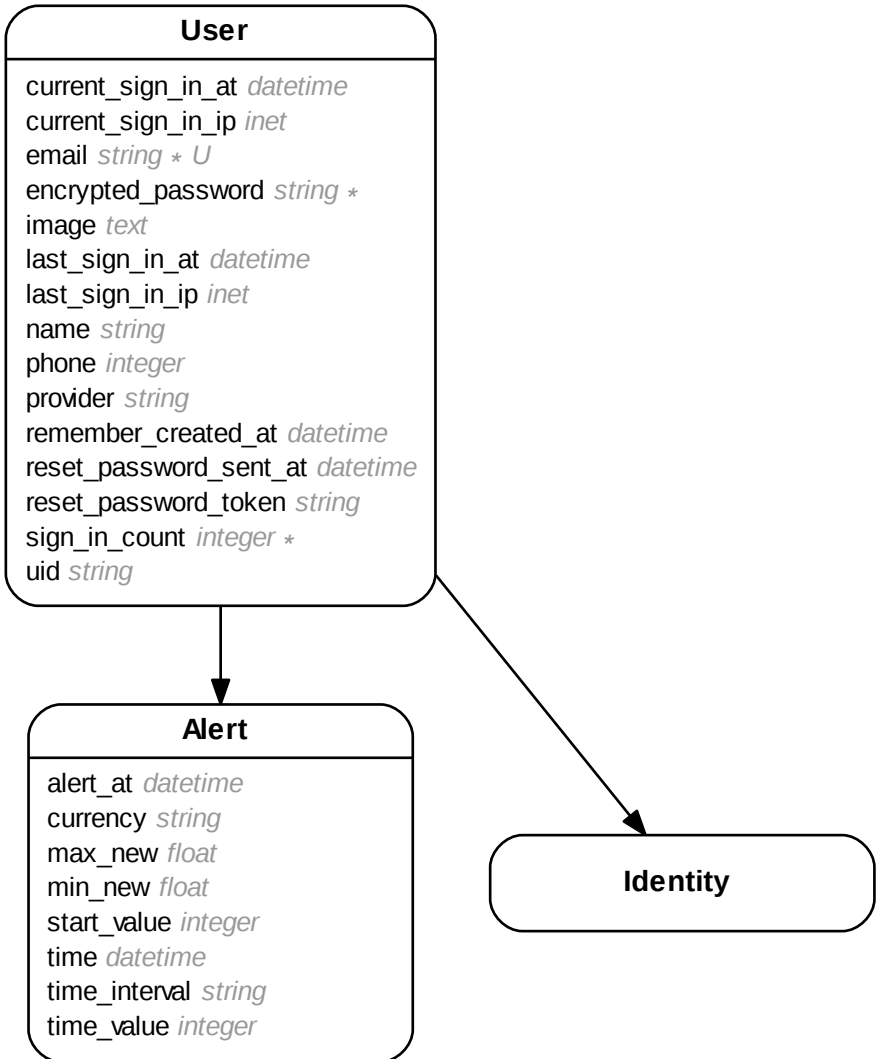 User
current_sign_in_at datetime
current_sign_in_ip inet
email string * U
encrypted_password string *
image text
last_sign_in_at datetime
last_sign_in_ip inet
name string
phone integer
provider string
remember_created_at datetime
reset_password_sent_at datetime
reset_password_token string
sign_in_count integer *
uid string
Alert
alert_at datetime
currency string
max_new float
min_new float
start_value integer
time datetime
time_interval string
time_value integer
Identity